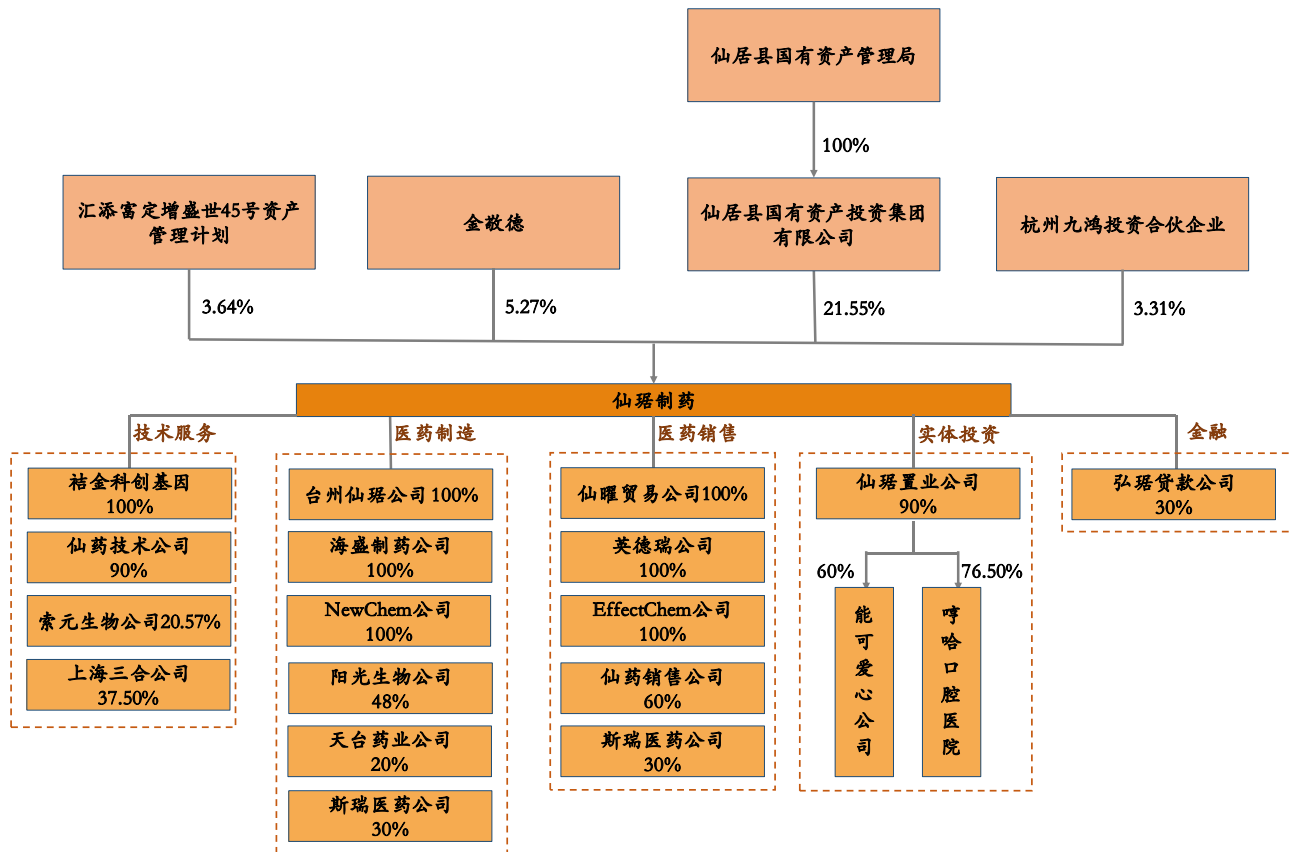 仙居县国有资产管理局
100%
汇添富定增盛世45号资产
管理计划
金敬德
仙居县国有资产投资集团
有限公司
杭州九鸿投资合伙企业
3.64%
5.27%
21.55%
3.31%
仙琚制药
技术服务
医药制造
医药销售
实体投资
金融
祮金科创基因
100%
仙药技术公司
90%
索元生物公司20.57%
上海三合公司
37.50%
台州仙琚公司 100%
海盛制药公司
100%
NewChem公司
100%
阳光生物公司
48%
天台药业公司
20%
斯瑞医药公司
30%
仙曜贸易公司100%
英德瑞公司
100%
EffectChem公司
100%
仙药销售公司
60%
斯瑞医药公司
30%
仙琚置业公司
90%
60%
76.50%
能可爱心公司
哼哈口腔医院
弘琚贷款公司
30%